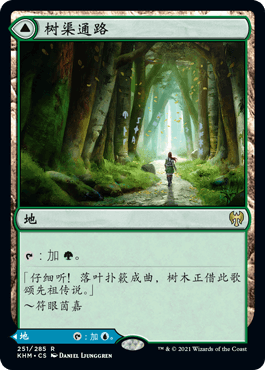 树渠通路
地
：加。
「仔细听！落叶扑簌成曲，树木正借此歌
颂先祖传说。」
～符眼茵嘉
地 ：加。
251/285 R
KHM • CS DANIEL LJUNGGREN
™ & © 2021 Wizards of the Coast